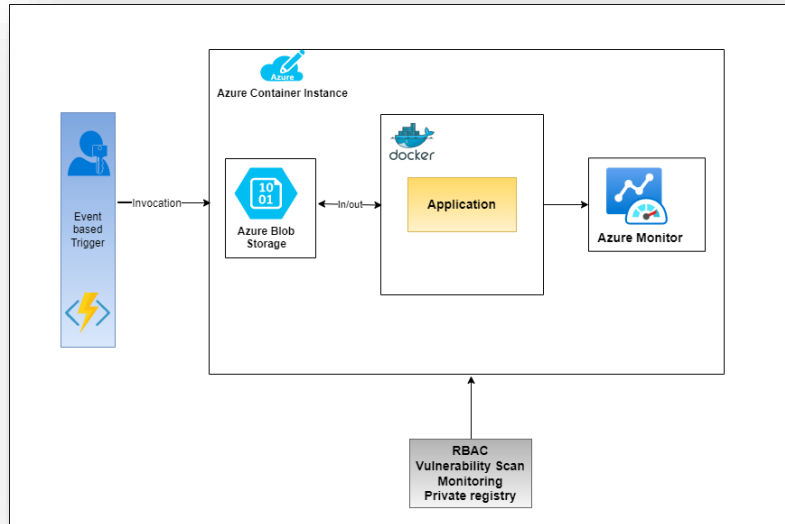 Azure
Azure Container Instance
docker
Event
based
Trigger
Invocation
10
01
Azure Blob
Storage
In/out
Application
Azure Monitor
RBAC
Vulnerability Scan
Monitoring
Private registry